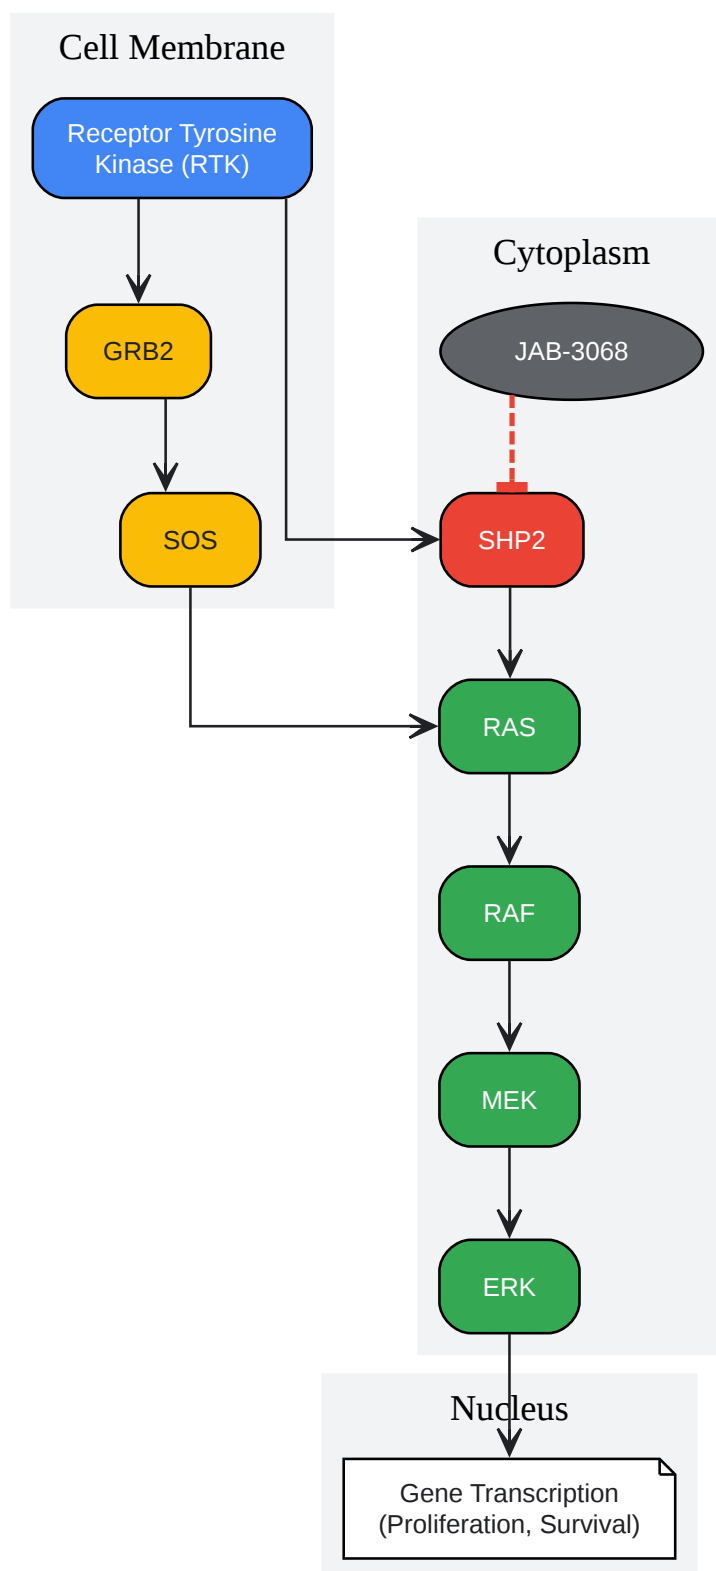 Cell Membrane
Receptor Tyrosine
Kinase (RTK)
GRB2
SOS
Cytoplasm
JAB-3068
SHP2
RAS
RAF
MEK
ERK
Nucleus
Gene Transcription
(Proliferation, Survival)